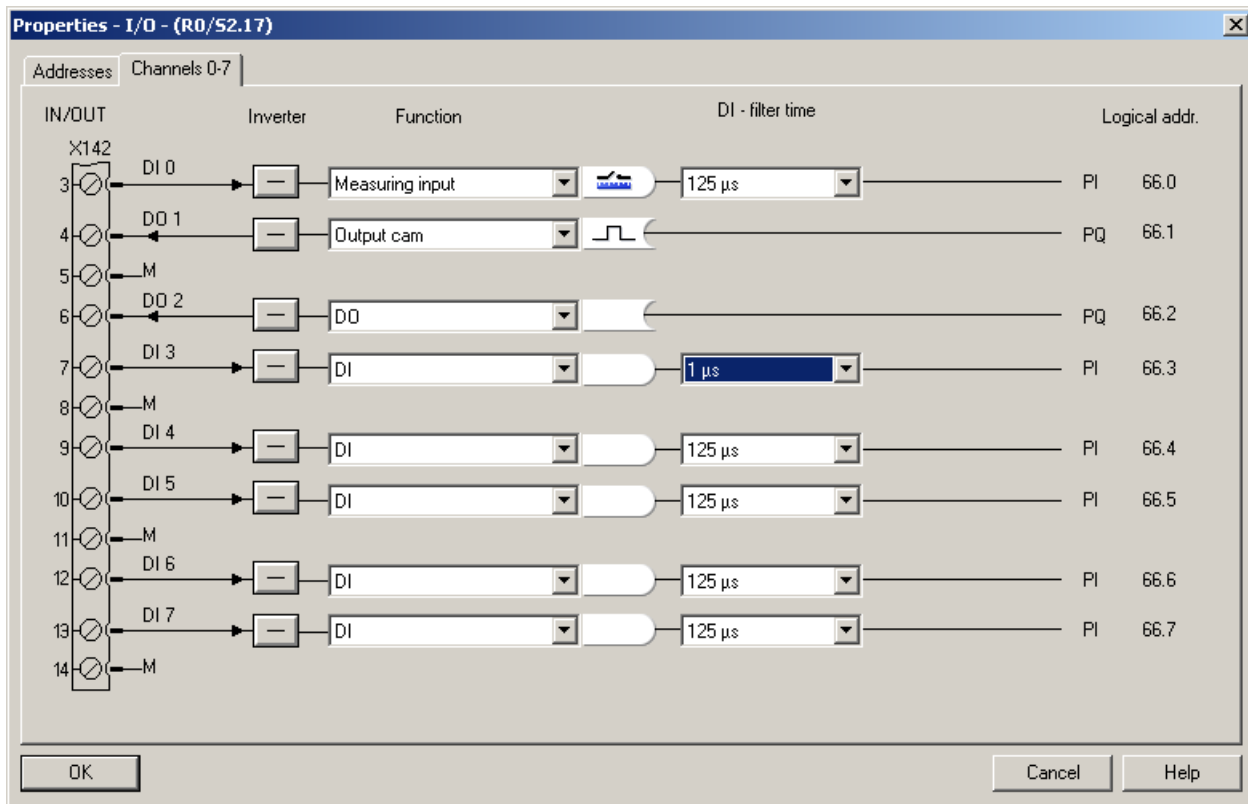 Properties - I/O - (R0/S2.17)
Addresses Channels 0-7
IN/OUT Inverter Function DI - filter time Logical addr.
X142
3 DI 0 Measuring input 125 µs PI 66.0
4 DO 1 Output cam PQ 66.1
5 M
6 DO 2 DO PQ 66.2
7 DI 3 DI 1 µs PI 66.3
8 M
9 DI 4 DI 125 µs PI 66.4
10 DI 5 DI 125 µs PI 66.5
11 M
12 DI 6 DI 125 µs PI 66.6
13 DI 7 DI 125 µs PI 66.7
14 M
OK Cancel Help